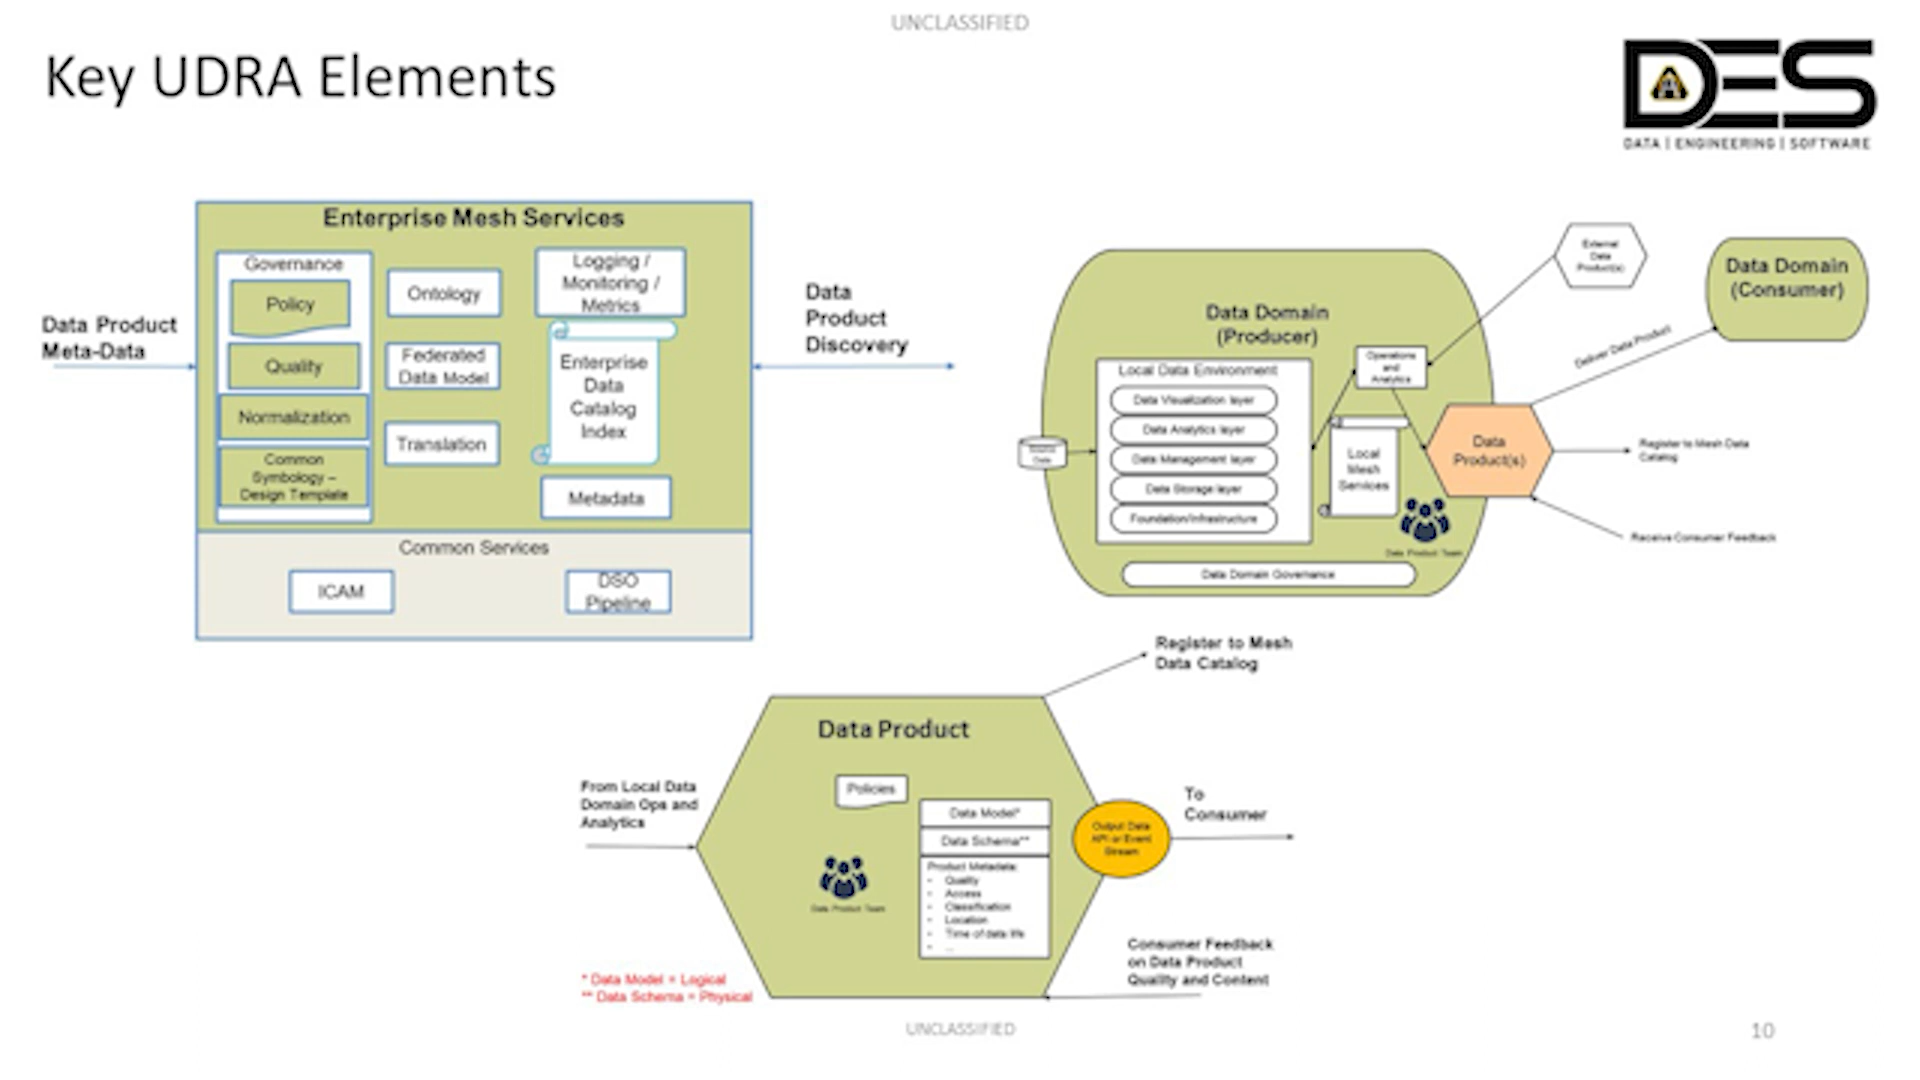 UNCLASSIFIED
Key UDRA Elements
DES
DATA | ENGINEERING | SOFTWARE
Enterprise Mesh Services
Governance
Policy
Quality
Normalization
Common
Symbology –
Design Template
Ontology
Federated
Data Model
Translation
Logging /
Monitoring /
Metrics
Enterprise
Data
Catalog
Index
Metadata
Common Services
ICAM
DSO
Pipeline
Data Product
Meta-Data
Data
Product
Discovery
Data Domain
(Producer)
Local Data Environment
Data Visualization layer
Data Analytics layer
Data Management layer
Data Storage layer
Foundation/Infrastructure
Data
Operations
and
Analytics
Local
Mesh
Services
Data Product Team
Data Domain Governance
External
Data
Product(s)
Data Domain
(Consumer)
Deliver Data Product
Data
Product(s)
Register to Mesh Data
Catalog
Receive Consumer Feedback
Register to Mesh
Data Catalog
Data Product
From Local Data
Domain Ops and
Analytics
Policies
Data Model*
Data Schema**
Product Metadata:
- Quality
- Access
- Classification
- Location
- Time of data life
- ...
Data Product Team
Output Data
API or Event
Stream
To
Consumer
Consumer Feedback
on Data Product
Quality and Content
* Data Model = Logical
** Data Schema = Physical
UNCLASSIFIED
10